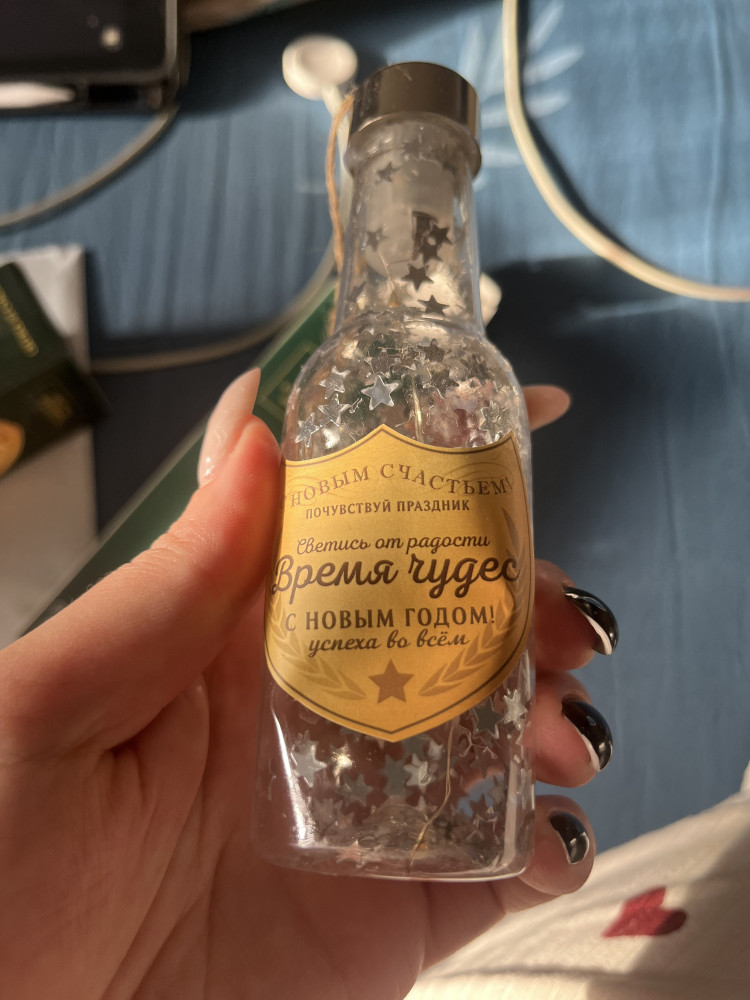 НОВЫМ СЧАСТЬЕМ!
ПОЧУВСТВУЙ ПРАЗДНИК
Светись от радости
Время чудес
С НОВЫМ ГОДОМ!
успеха во всём